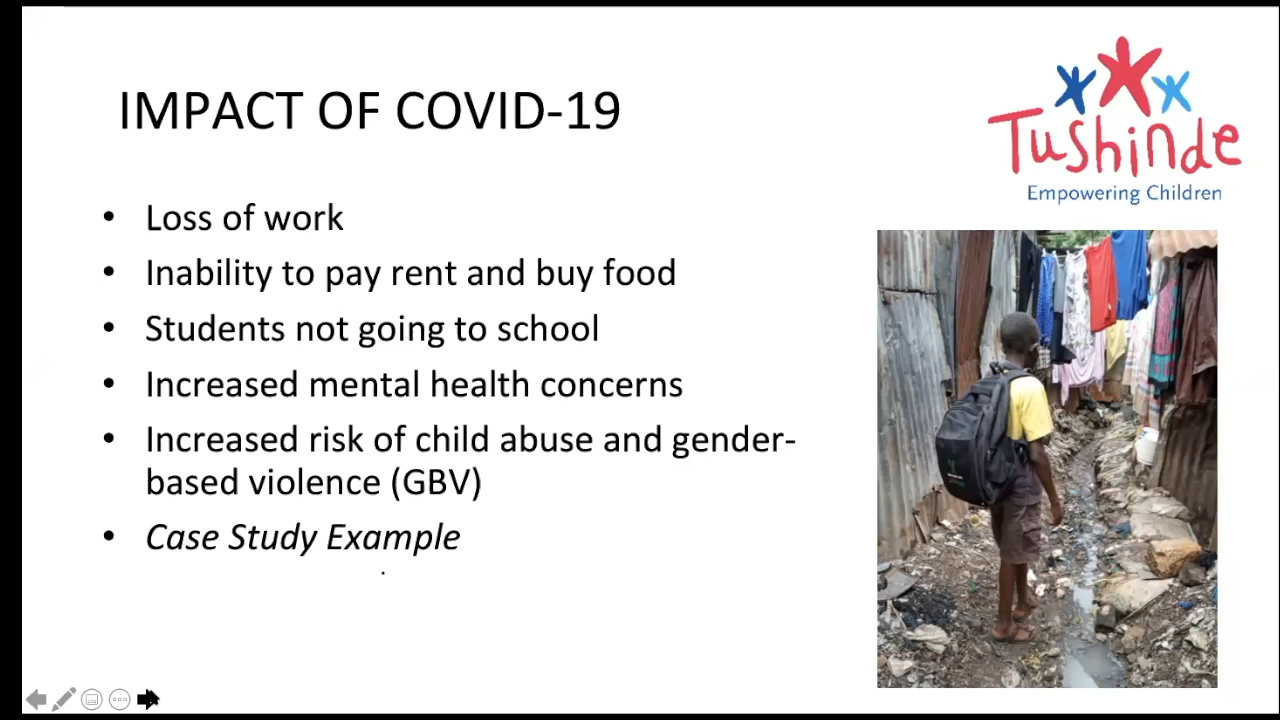 IMPACT OF COVID-19
Tushinde
Empowering Children
• Loss of work
• Inability to pay rent and buy food
• Students not going to school
• Increased mental health concerns
• Increased risk of child abuse and gender-
based violence (GBV)
• Case Study Example